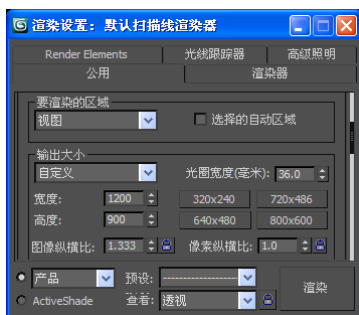 渲染设置：默认扫描线渲染器
Render Elements 光线跟踪器 高级照明
公用 渲染器
要渲染的区域
视图 选择的自动区域
输出大小
自定义 光圈宽度(毫米)： 36.0
宽度： 1200 320x240 720x486
高度： 900 640x480 800x600
图像纵横比： 1.333 像素纵横比： 1.0
产品 预设： 渲染
ActiveShade 查看： 透视